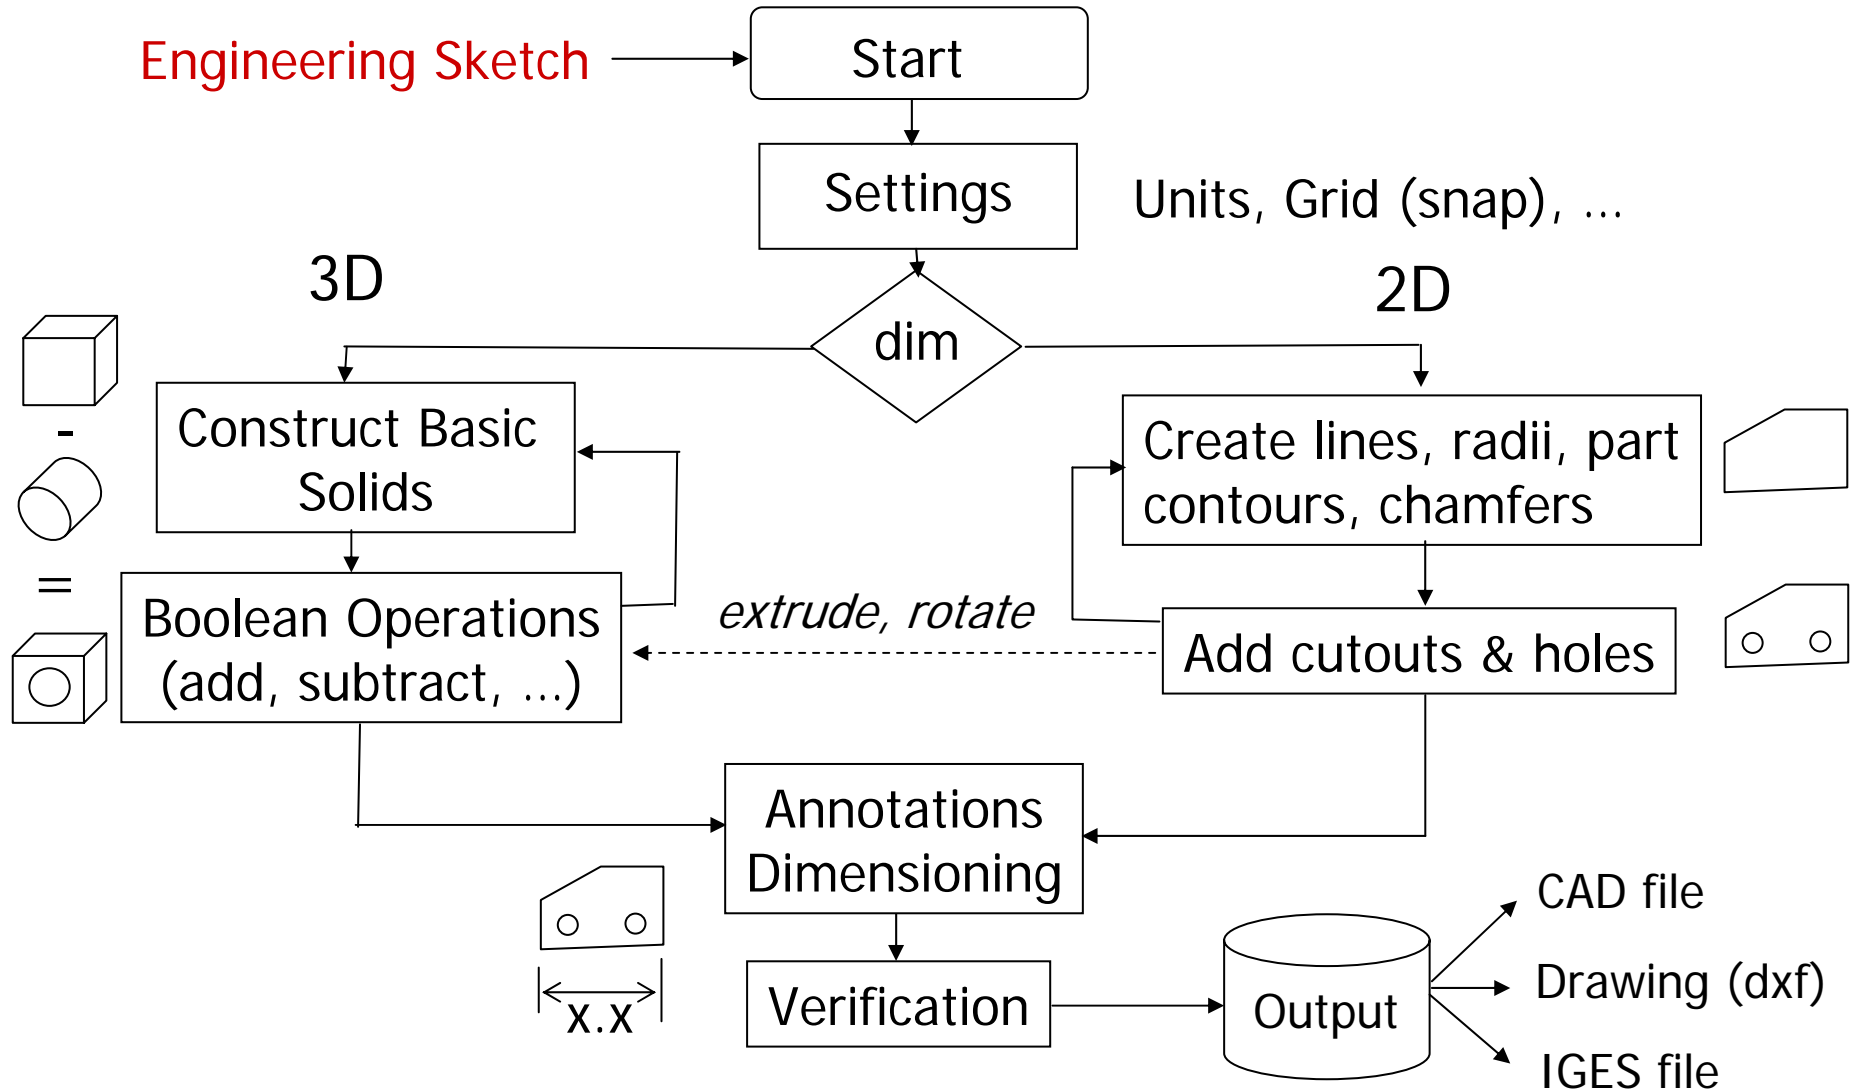 Engineering Sketch
Start
Settings
Units, Grid (snap), ...
3D
2D
dim
Construct Basic
Solids
Create lines, radii, part
contours, chamfers
-
=
Boolean Operations
(add, subtract, ...)
extrude, rotate
Add cutouts & holes
Annotations
Dimensioning
x.x
Verification
Output
CAD file
Drawing (dxf)
IGES file